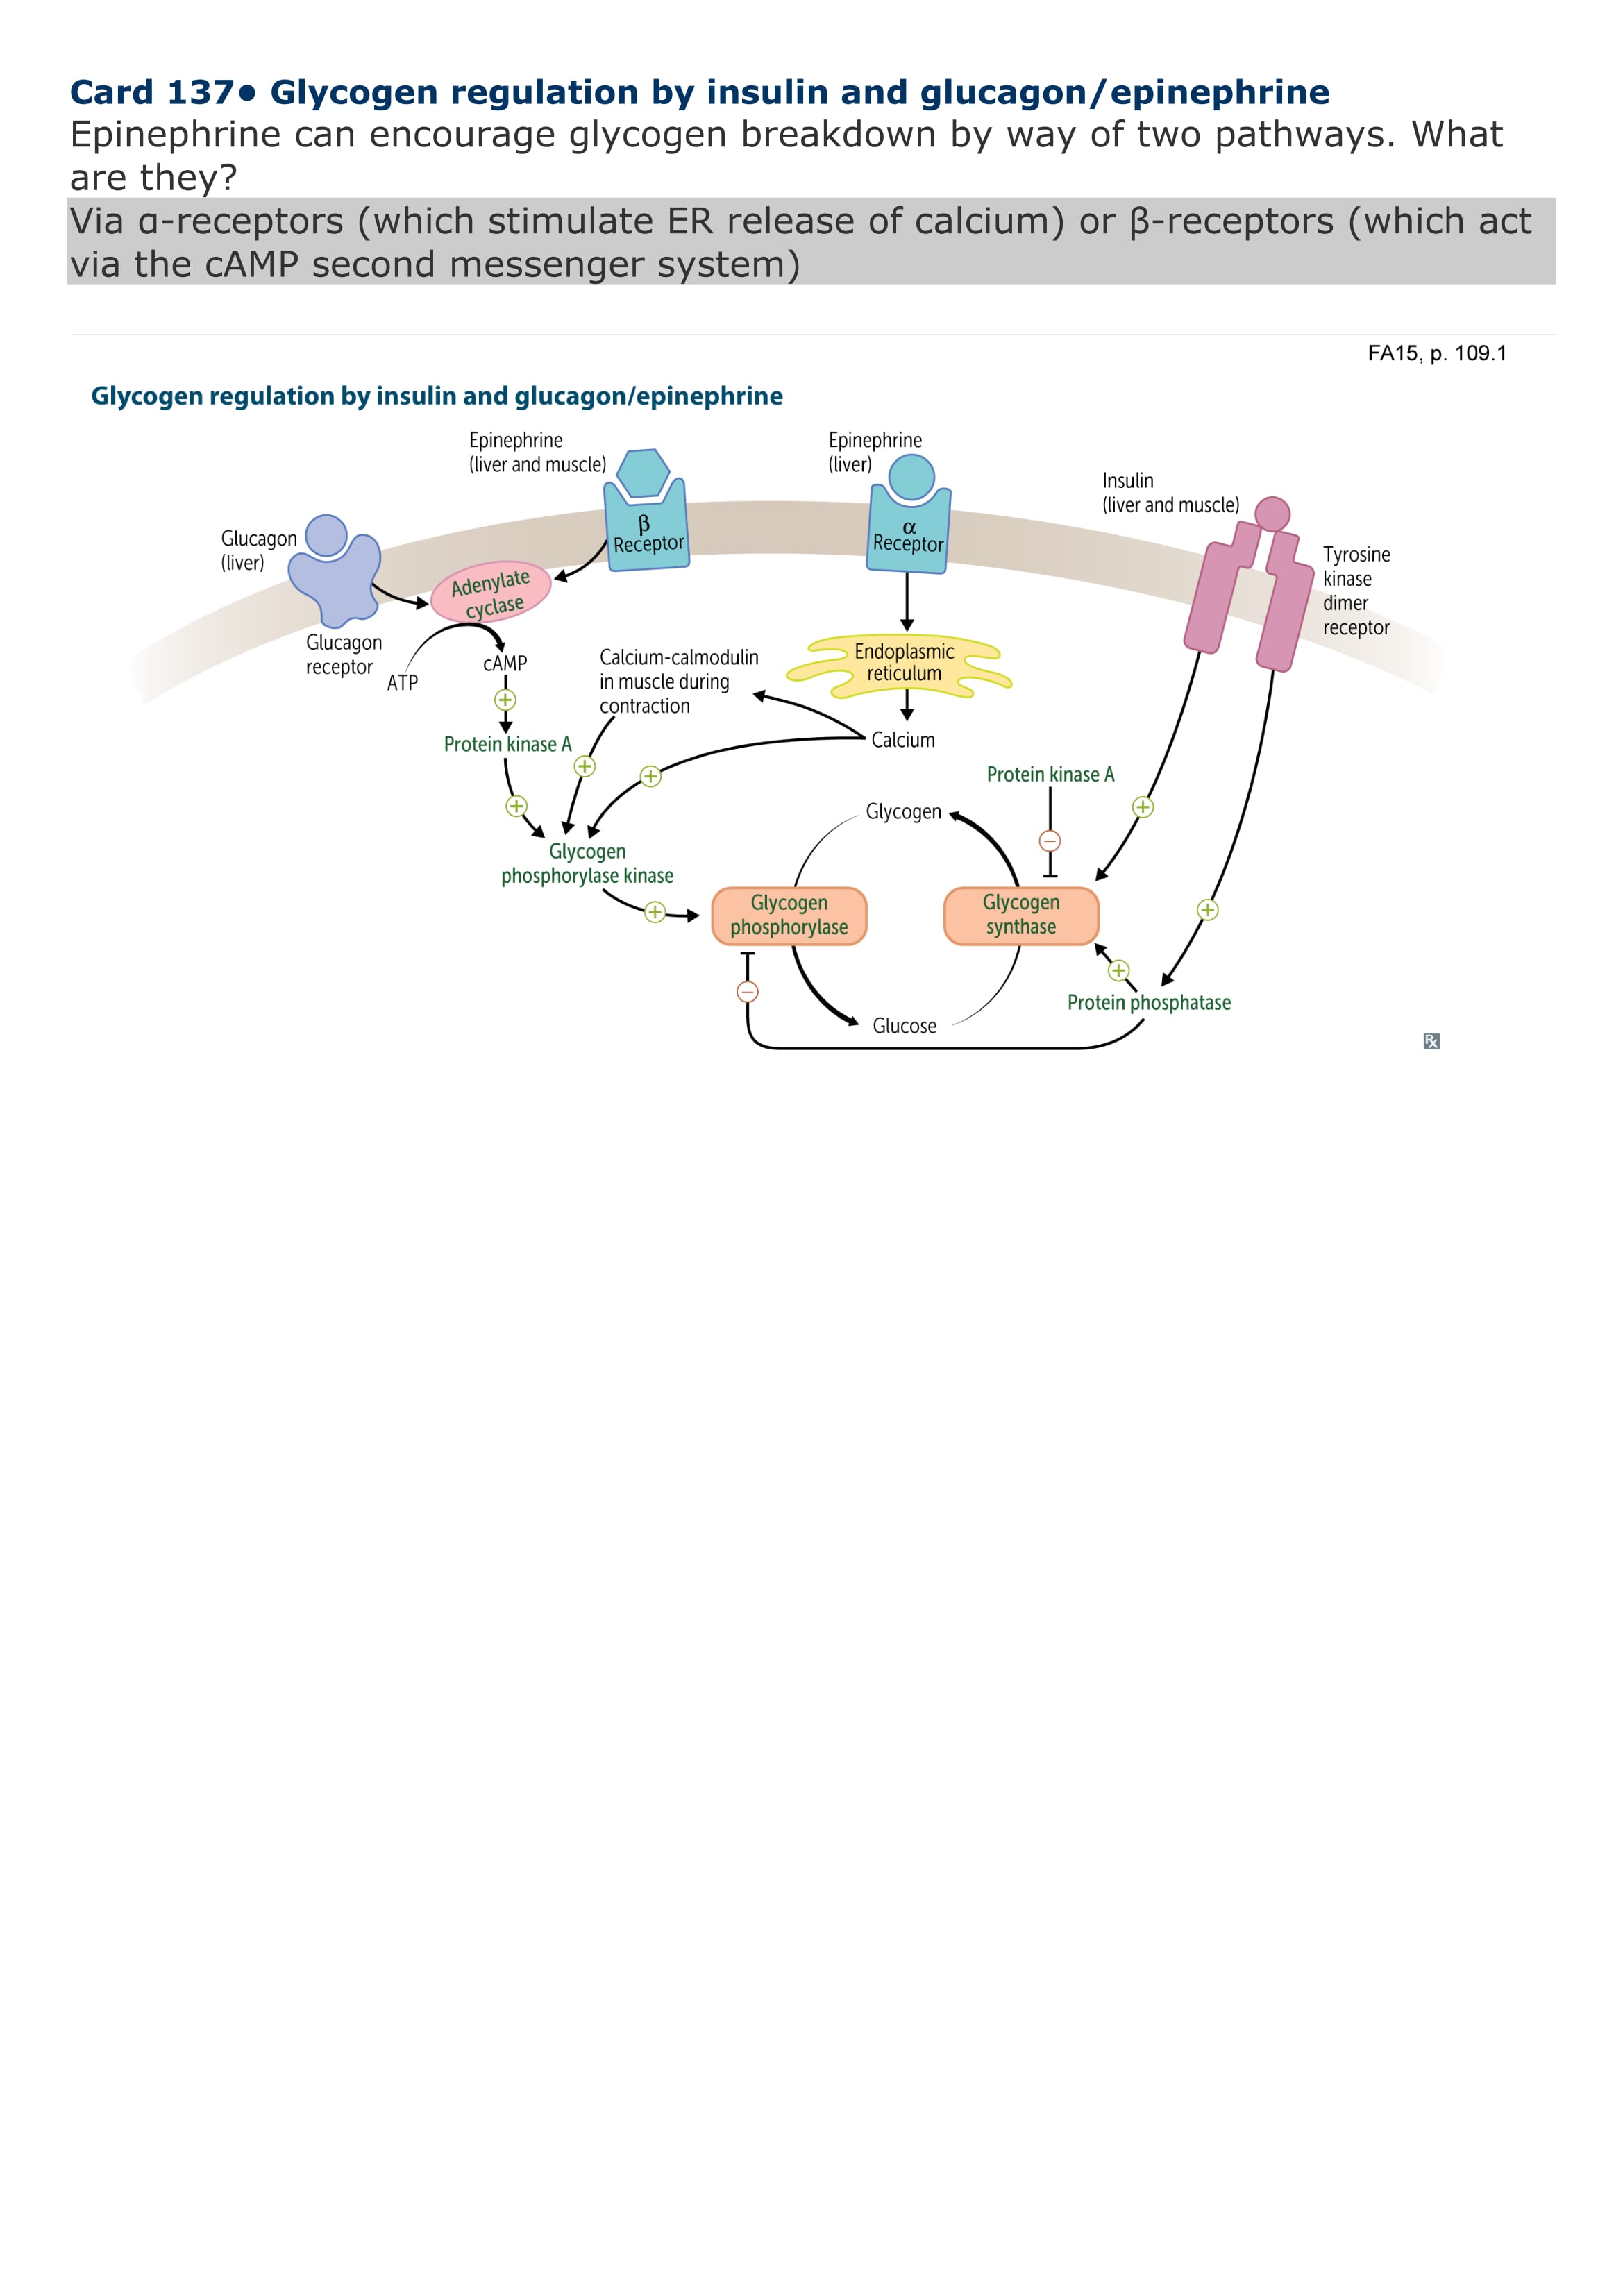 Card 137• Glycogen regulation by insulin and glucagon/epinephrine
Epinephrine can encourage glycogen breakdown by way of two pathways. What
are they?
Via α-receptors (which stimulate ER release of calcium) or β-receptors (which act
via the cAMP second messenger system)
FA15, p. 109.1
Glycogen regulation by insulin and glucagon/epinephrine
Epinephrine
(liver and muscle)
Epinephrine
(liver)
Insulin
(liver and muscle)
Glucagon
(liver)
β
Receptor
α
Receptor
Tyrosine
kinase
dimer
receptor
Adenylate
cyclase
Glucagon
receptor
ATP
cAMP
Calcium-calmodulin
in muscle during
contraction
Endoplasmic
reticulum
+
Protein kinase A
Calcium
+
+
+
Protein kinase A
+
Glycogen
−
Glycogen
phosphorylase kinase
+
Glycogen
phosphorylase
Glycogen
synthase
+
+
−
Protein phosphatase
Glucose
Rx